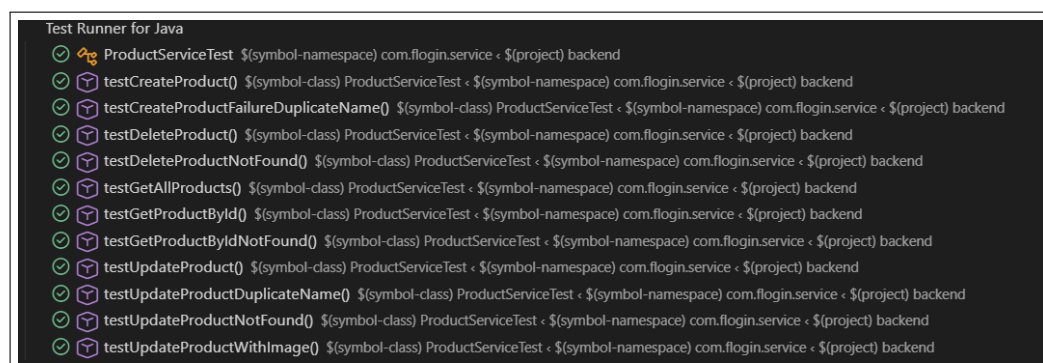 Test Runner for Java
ProductServiceTest $(symbol-namespace) com.flogin.service < $(project) backend
testCreateProduct() $(symbol-class) ProductServiceTest < $(symbol-namespace) com.flogin.service < $(project) backend
testCreateProductFailureDuplicateName() $(symbol-class) ProductServiceTest < $(symbol-namespace) com.flogin.service < $(project) backend
testDeleteProduct() $(symbol-class) ProductServiceTest < $(symbol-namespace) com.flogin.service < $(project) backend
testDeleteProductNotFound() $(symbol-class) ProductServiceTest < $(symbol-namespace) com.flogin.service < $(project) backend
testGetAllProducts() $(symbol-class) ProductServiceTest < $(symbol-namespace) com.flogin.service < $(project) backend
testGetProductById() $(symbol-class) ProductServiceTest < $(symbol-namespace) com.flogin.service < $(project) backend
testGetProductByIdNotFound() $(symbol-class) ProductServiceTest < $(symbol-namespace) com.flogin.service < $(project) backend
testUpdateProduct() $(symbol-class) ProductServiceTest < $(symbol-namespace) com.flogin.service < $(project) backend
testUpdateProductDuplicateName() $(symbol-class) ProductServiceTest < $(symbol-namespace) com.flogin.service < $(project) backend
testUpdateProductNotFound() $(symbol-class) ProductServiceTest < $(symbol-namespace) com.flogin.service < $(project) backend
testUpdateProductWithImage() $(symbol-class) ProductServiceTest < $(symbol-namespace) com.flogin.service < $(project) backend